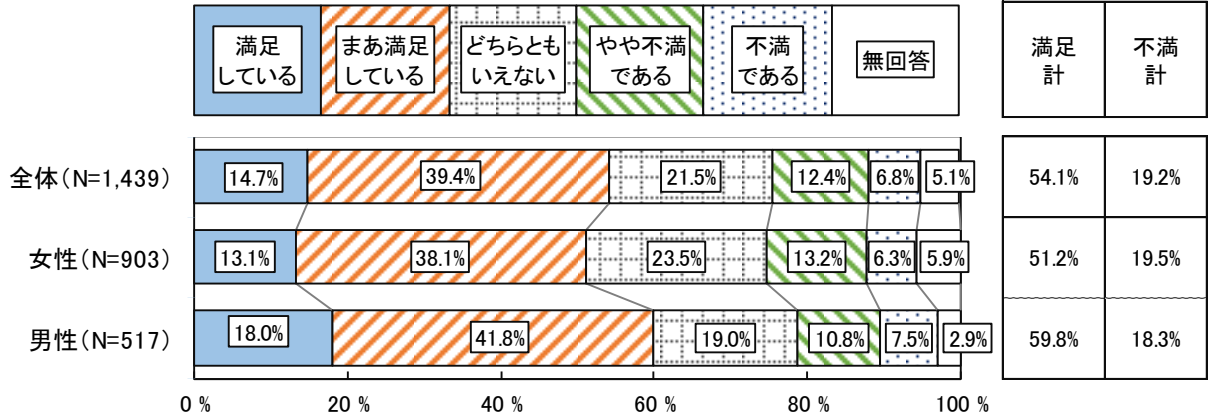 満足
している
まあ満足
している
どちらとも
いえない
やや不満
である
不満
である
無回答
満足
計
不満
計
全体(N=1,439)
14.7%
39.4%
21.5%
12.4%
6.8%
5.1%
54.1%
19.2%
女性(N=903)
13.1%
38.1%
23.5%
13.2%
6.3%
5.9%
51.2%
19.5%
男性(N=517)
18.0%
41.8%
19.0%
10.8%
7.5%
2.9%
59.8%
18.3%
0 %
20 %
40 %
60 %
80 %
100 %